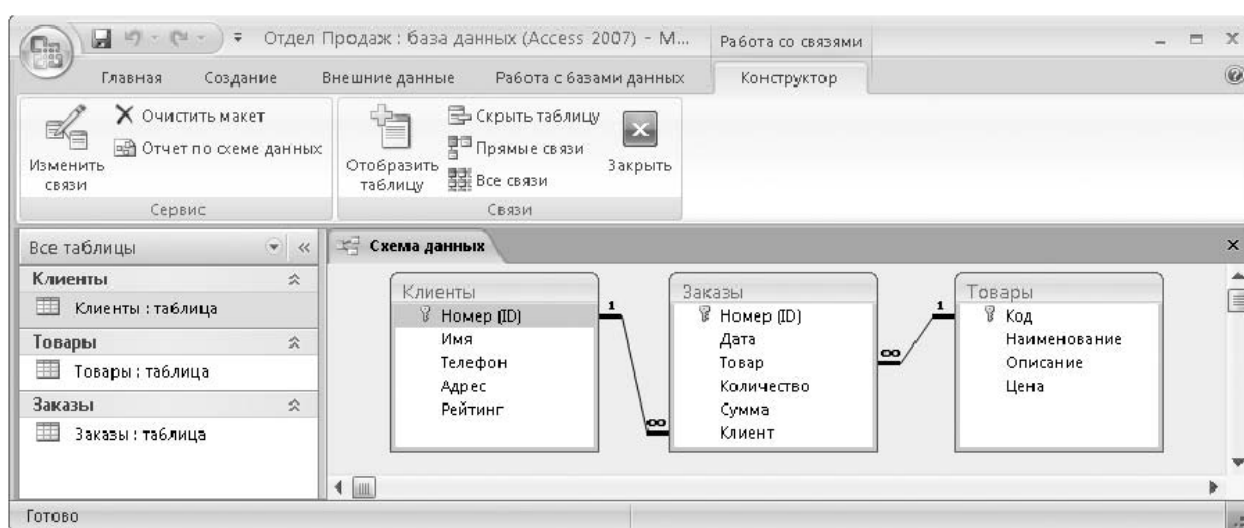 Отдел Продаж : база данных (Access 2007) - M...
Работа со связями
Главная
Создание
Внешние данные
Работа с базами данных
Конструктор
Изменить связи
Очистить макет
Отчет по схеме данных
Сервис
Отобразить таблицу
Скрыть таблицу
Прямые связи
Все связи
Закрыть
Связи
Все таблицы
Клиенты
Клиенты : таблица
Товары
Товары : таблица
Заказы
Заказы : таблица
Схема данных
Клиенты
Номер (ID)
Имя
Телефон
Адрес
Рейтинг
1
∞
Заказы
Номер (ID)
Дата
Товар
Количество
Сумма
Клиент
∞
1
Товары
Код
Наименование
Описание
Цена
Готово